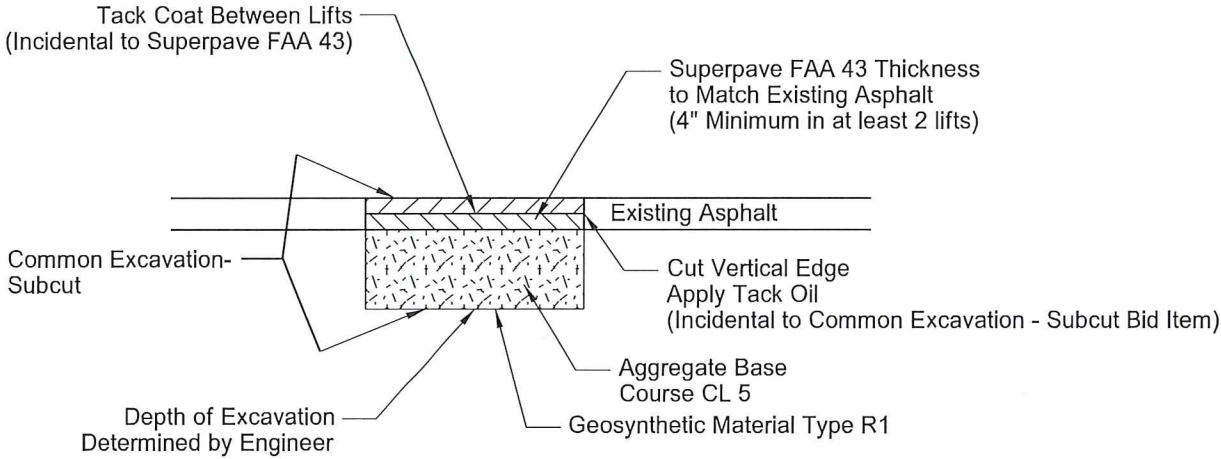 Tack Coat Between Lifts
(Incidental to Superpave FAA 43)
Superpave FAA 43 Thickness
to Match Existing Asphalt
(4" Minimum in at least 2 lifts)
Existing Asphalt
Common Excavation-
Subcut
Cut Vertical Edge
Apply Tack Oil
(Incidental to Common Excavation - Subcut Bid Item)
Aggregate Base
Course CL 5
Depth of Excavation
Determined by Engineer
Geosynthetic Material Type R1